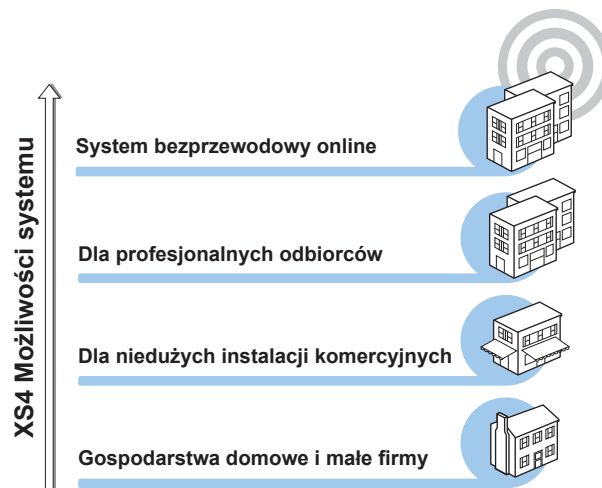 XS4 Możliwości systemu
System bezprzewodowy online
Dla profesjonalnych odbiorców
Dla niedużych instalacji komercyjnych
Gospodarstwa domowe i małe firmy